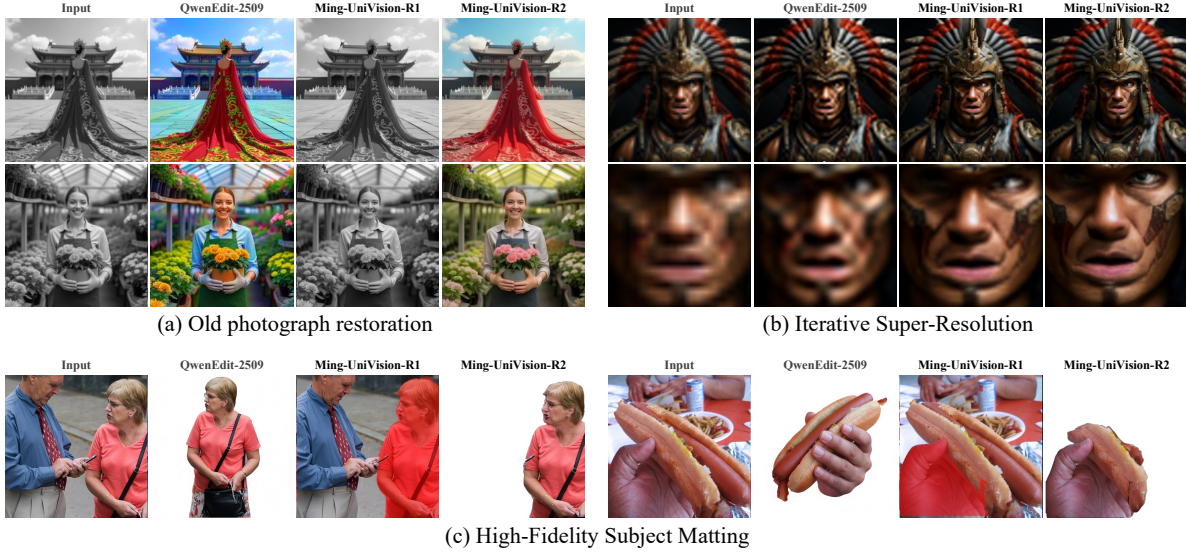 Input QwenEdit-2509 Ming-UniVision-R1 Ming-UniVision-R2
(a) Old photograph restoration
Input QwenEdit-2509 Ming-UniVision-R1 Ming-UniVision-R2
(b) Iterative Super-Resolution
Input QwenEdit-2509 Ming-UniVision-R1 Ming-UniVision-R2 Input QwenEdit-2509 Ming-UniVision-R1 Ming-UniVision-R2
(c) High-Fidelity Subject Matting